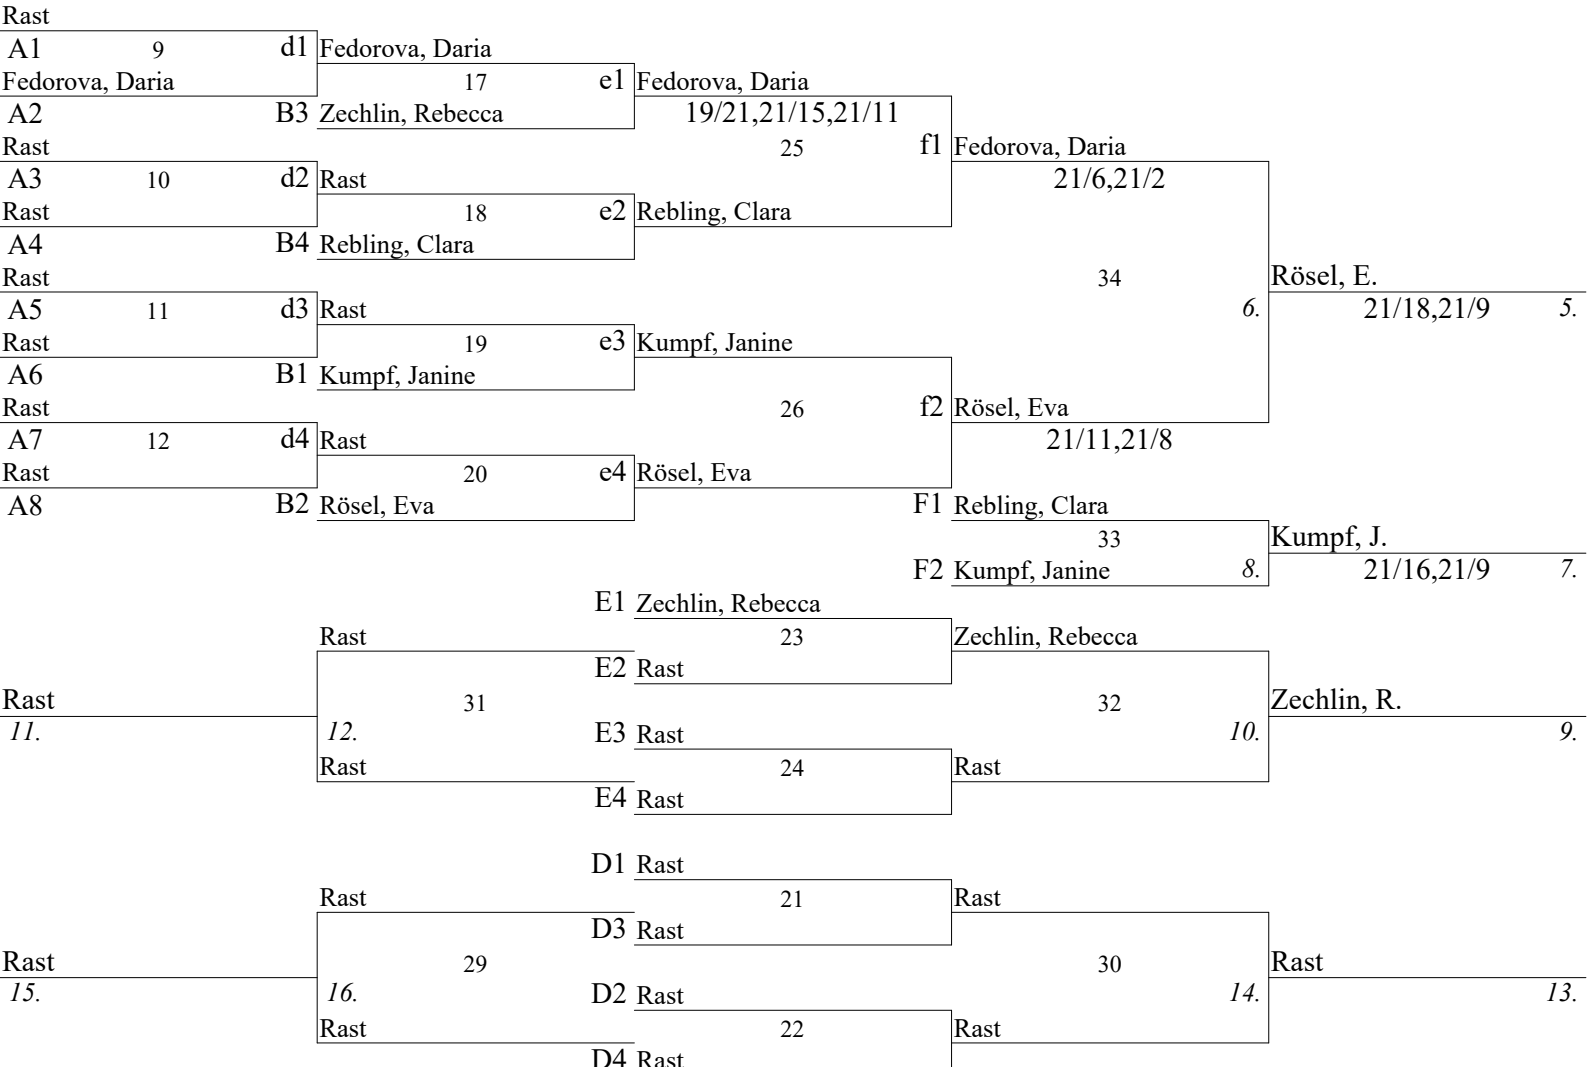 Rast
A1 9 d1 Fedorova, Daria
Fedorova, Daria 17 e1 Fedorova, Daria
A2 B3 Zechlin, Rebecca 19/21,21/15,21/11
Rast 25 f1 Fedorova, Daria
A3 10 d2 Rast 21/6,21/2
Rast 18 e2 Rebling, Clara
A4 B4 Rebling, Clara
Rast 34 Rösel, E.
A5 11 d3 Rast 6. 21/18,21/9 5.
Rast 19 e3 Kumpf, Janine
A6 B1 Kumpf, Janine
Rast 26 f2 Rösel, Eva
A7 12 d4 Rast 21/11,21/8
Rast 20 e4 Rösel, Eva
A8 B2 Rösel, Eva F1 Rebling, Clara
33 Kumpf, J.
F2 Kumpf, Janine 8. 21/16,21/9 7.
E1 Zechlin, Rebecca
Rast 23 Zechlin, Rebecca
E2 Rast
Rast 31 32 Zechlin, R.
11. 12. E3 Rast 10. 9.
Rast 24 Rast
E4 Rast
D1 Rast
Rast 21 Rast
D3 Rast
Rast 29 30 Rast
15. 16. D2 Rast 14. 13.
Rast 22 Rast
D4 Rast